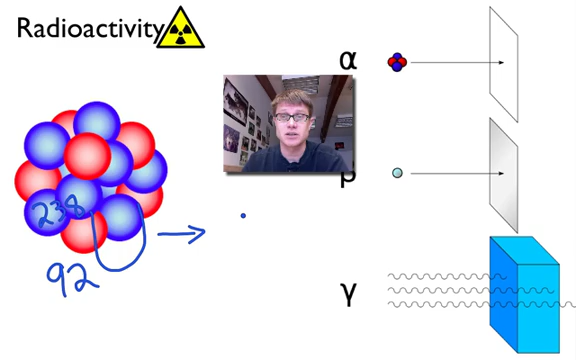 Radioactivity
α
β
238 U
92
γ